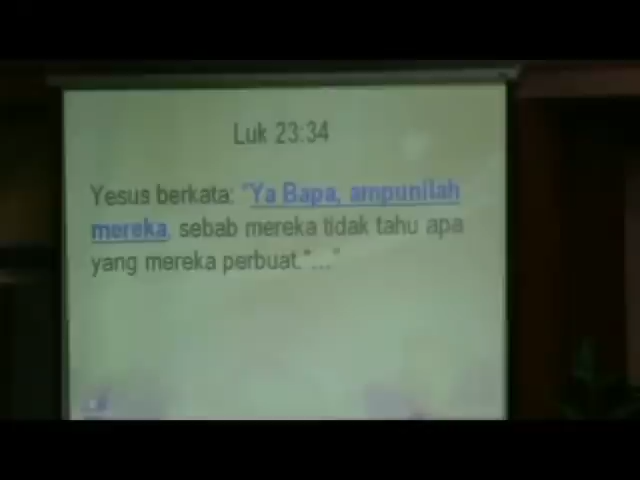 Luk 23:34
Yesus berkata: "Ya Bapa, ampunilah
mereka, sebab mereka tidak tahu apa
yang mereka perbuat."..."